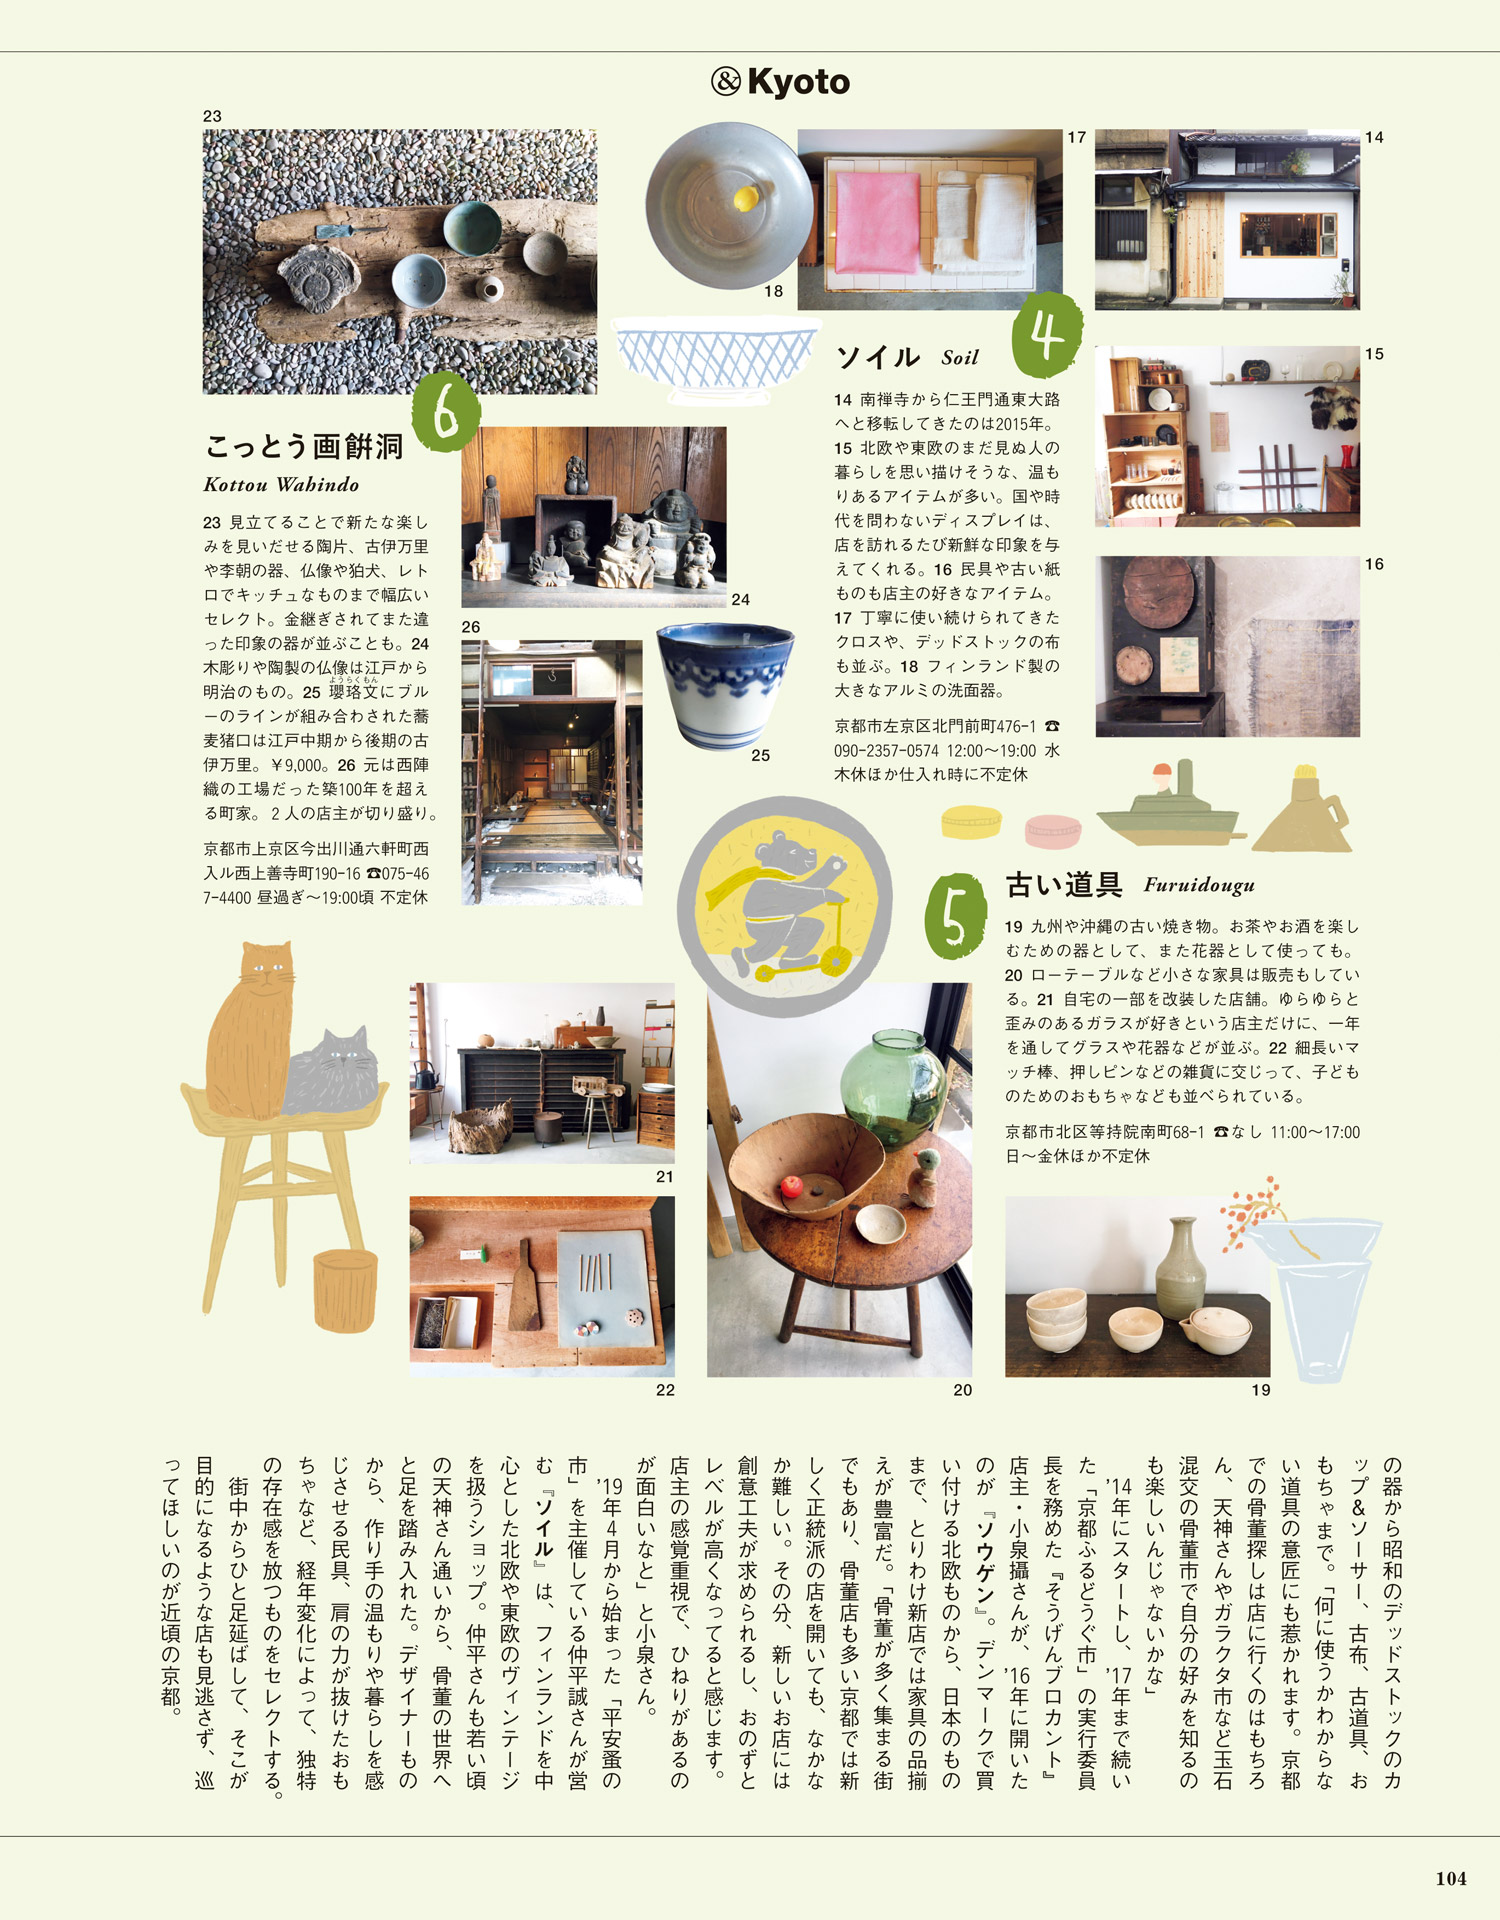 &Kyoto
23
18
17
14
4
ソイル Soil
14 南禅寺から仁王門通東大路
へと移転してきたのは2015年。
15 北欧や東欧のまだ見ぬ人の
暮らしを思い描けそうな、温も
りあるアイテムが多い。国や時
代を問わないディスプレイは、
店を訪れるたび新鮮な印象を与
えてくれる。16 民具や古い紙
ものも店主の好きなアイテム。
17 丁寧に使い続けられてきた
クロスや、デッドストックの布
も並ぶ。18 フィンランド製の
大きなアルミの洗面器。
京都市左京区北門前町476-1 ☎
090-2357-0574 12:00〜19:00 水
木休ほか仕入れ時に不定休
15
16
6
こっとう画餅洞
Kottou Wahindo
23 見立てることで新たな楽し
みを見いだせる陶片、古伊万里
や李朝の器、仏像や狛犬、レト
ロでキッチュなものまで幅広い
セレクト。金継ぎされてまた違
った印象の器が並ぶことも。24
木彫りや陶製の仏像は江戸から
明治のもの。25 瓔珞文にブル
ようらくもん
ーのラインが組み合わされた蕎
麦猪口は江戸中期から後期の古
伊万里。￥9,000。26 元は西陣
織の工場だった築100年を超え
る町家。2人の店主が切り盛り。
京都市上京区今出川通六軒町西
入ル西上善寺町190-16 ☎075-46
7-4400 昼過ぎ〜19:00頃 不定休
24
26
25
5
古い道具 Furuidougu
19 九州や沖縄の古い焼き物。お茶やお酒を楽し
むための器として、また花器として使っても。
20 ローテーブルなど小さな家具は販売もしてい
る。21 自宅の一部を改装した店舗。ゆらゆらと
歪みのあるガラスが好きという店主だけに、一年
を通してグラスや花器などが並ぶ。22 細長いマ
ッチ棒、押しピンなどの雑貨に交じって、子ども
のためのおもちゃなども並べられている。
京都市北区等持院南町68-1 ☎なし 11:00〜17:00
日〜金休ほか不定休
21
22
20
19
の器から昭和のデッドストックのカ
ップ＆ソーサー、古布、古道具、お
もちゃまで。「何に使うかわからな
い道具の意匠にも惹かれます。京都
での骨董探しは店に行くのはもちろ
ん、天神さんやガラクタ市など玉石
混交の骨董市で自分の好みを知るの
も楽しいんじゃないかな」
'14年にスタートし、'17年まで続い
た「京都ふるどうぐ市」の実行委員
長を務めた『そうげんブロカント』
店主・小泉攝さんが、'16年に開いた
のが『ソウゲン』。デンマークで買
い付ける北欧ものから、日本のもの
まで、とりわけ新店では家具の品揃
えが豊富だ。「骨董が多く集まる街
でもあり、骨董店も多い京都では新
しく正統派の店を開いても、なかな
か難しい。その分、新しいお店には
創意工夫が求められるし、おのずと
レベルが高くなってると感じます。
店主の感覚重視で、ひねりがあるの
が面白いなと」と小泉さん。
'19年4月から始まった「平安蚤の
市」を主催している仲平誠さんが営
む『ソイル』は、フィンランドを中
心とした北欧や東欧のヴィンテージ
を扱うショップ。仲平さんも若い頃
の天神さん通いから、骨董の世界へ
と足を踏み入れた。デザイナーもの
から、作り手の温もりや暮らしを感
じさせる民具、肩の力が抜けたおも
ちゃなど、経年変化によって、独特
の存在感を放つものをセレクトする。
街中からひと足延ばして、そこが
目的になるような店も見逃さず、巡
ってほしいのが近頃の京都。
104